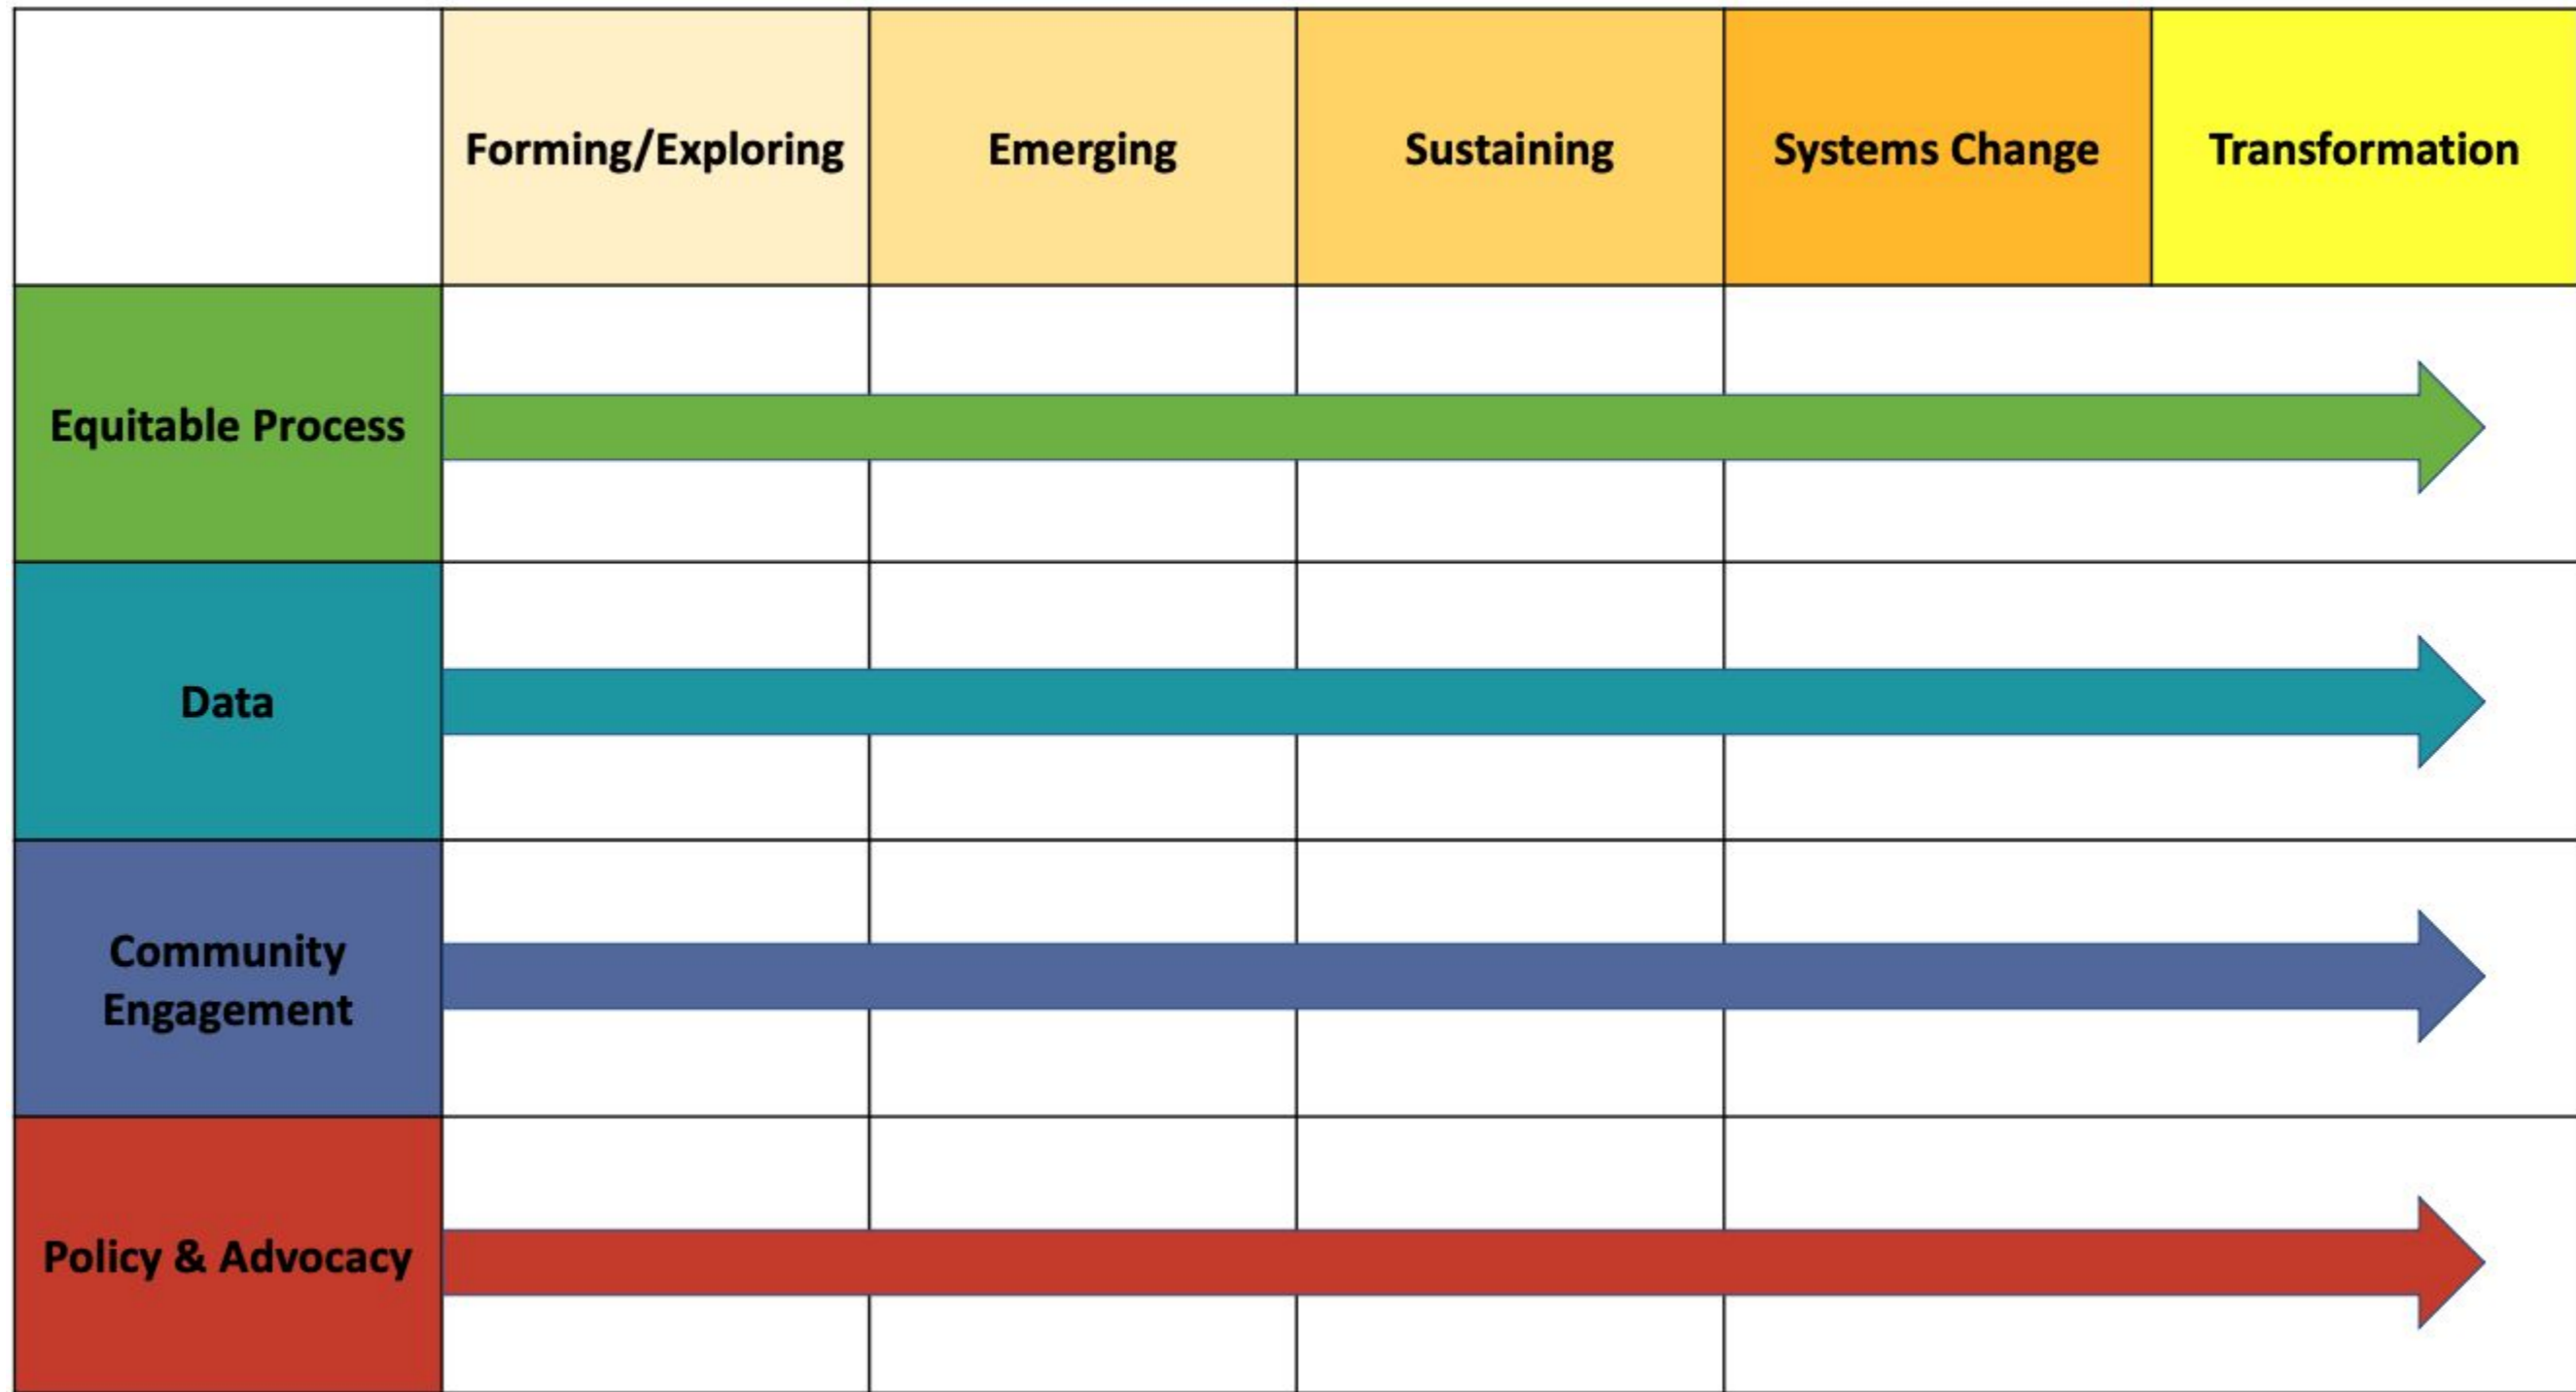 Forming/Exploring
Emerging
Sustaining
Systems Change
Transformation
Equitable Process
Data
Community
Engagement
Policy & Advocacy